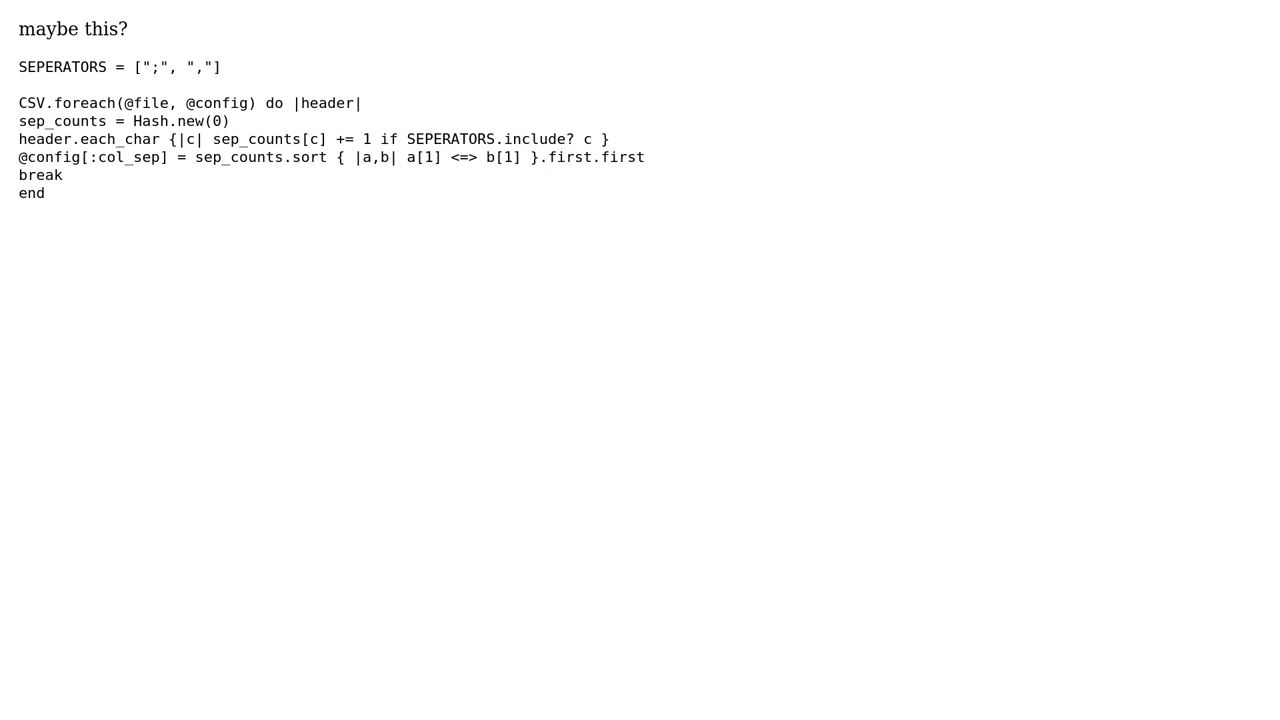 maybe this?
SEPERATORS = [";", ","]
CSV.foreach(@file, @config) do |header|
sep_counts = Hash.new(0)
header.each_char {|c| sep_counts[c] += 1 if SEPERATORS.include? c }
@config[:col_sep] = sep_counts.sort { |a,b| a[1] <=> b[1] }.first.first
break
end